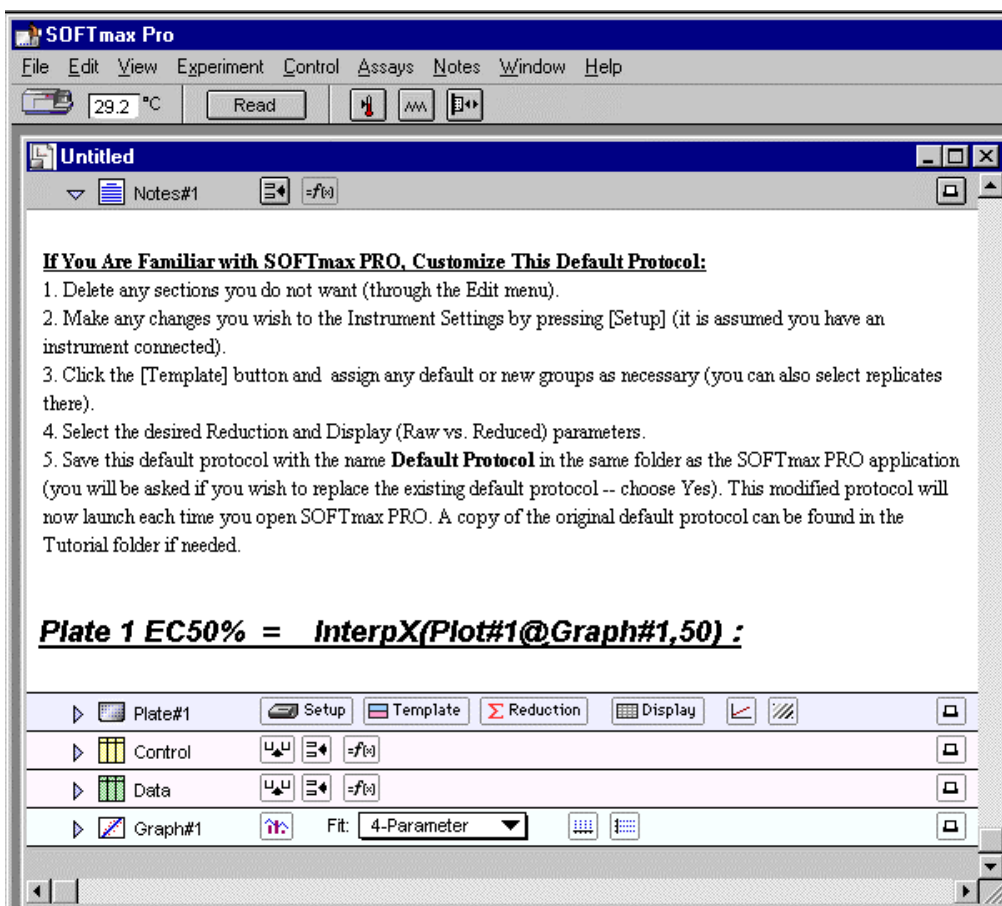 SOFTmax Pro
File Edit View Experiment Control Assays Notes Window Help
29.2 °C Read
Untitled
Notes#1 =f(x)
If You Are Familiar with SOFTmax PRO, Customize This Default Protocol:
1. Delete any sections you do not want (through the Edit menu).
2. Make any changes you wish to the Instrument Settings by pressing [Setup] (it is assumed you have an
instrument connected).
3. Click the [Template] button and assign any default or new groups as necessary (you can also select replicates
there).
4. Select the desired Reduction and Display (Raw vs. Reduced) parameters.
5. Save this default protocol with the name Default Protocol in the same folder as the SOFTmax PRO application
(you will be asked if you wish to replace the existing default protocol -- choose Yes). This modified protocol will
now launch each time you open SOFTmax PRO. A copy of the original default protocol can be found in the
Tutorial folder if needed.
Plate 1 EC50% = InterpX(Plot#1@Graph#1,50) :
Plate#1 Setup Template Σ Reduction Display
Control =f(x)
Data =f(x)
Graph#1 Fit: 4-Parameter